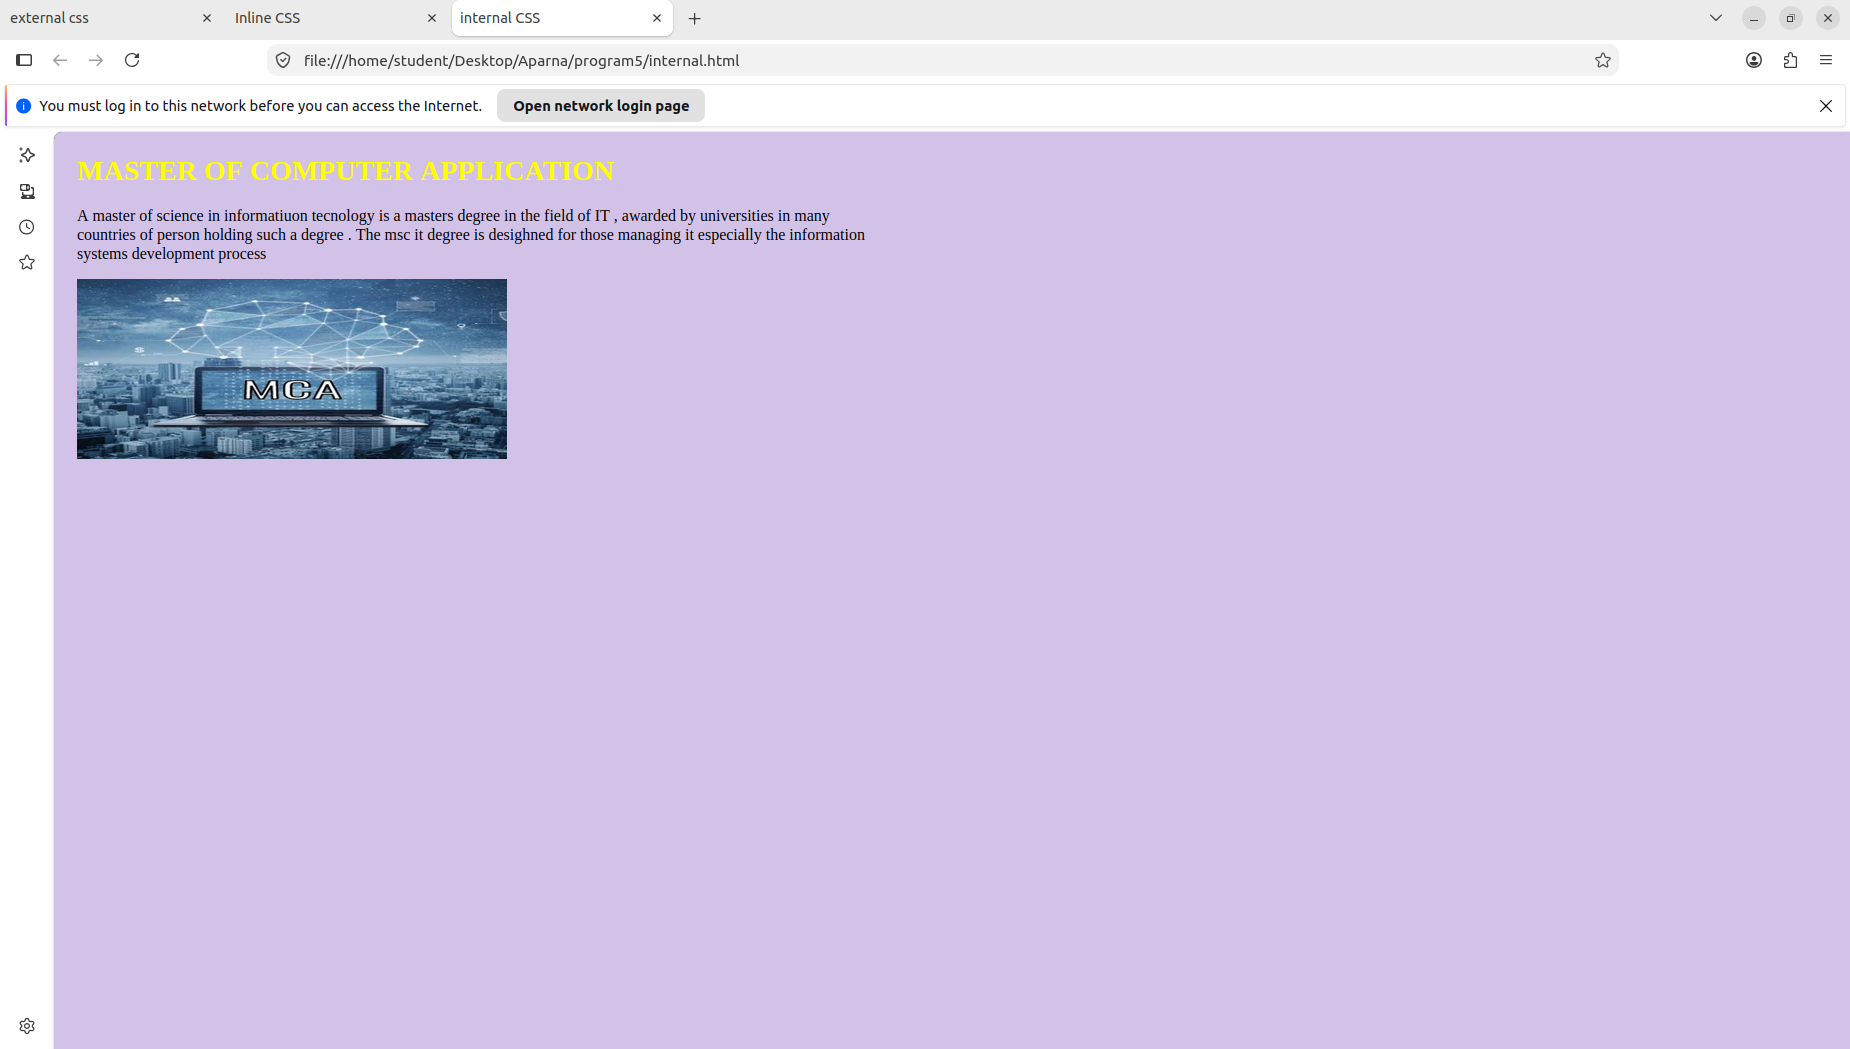 external css
Inline CSS
internal CSS
file:///home/student/Desktop/Aparna/program5/internal.html
You must log in to this network before you can access the Internet.
Open network login page
MASTER OF COMPUTER APPLICATION
A master of science in informatiuon tecnology is a masters degree in the field of IT , awarded by universities in many
countries of person holding such a degree . The msc it degree is desighned for those managing it especially the information
systems development process
MCA